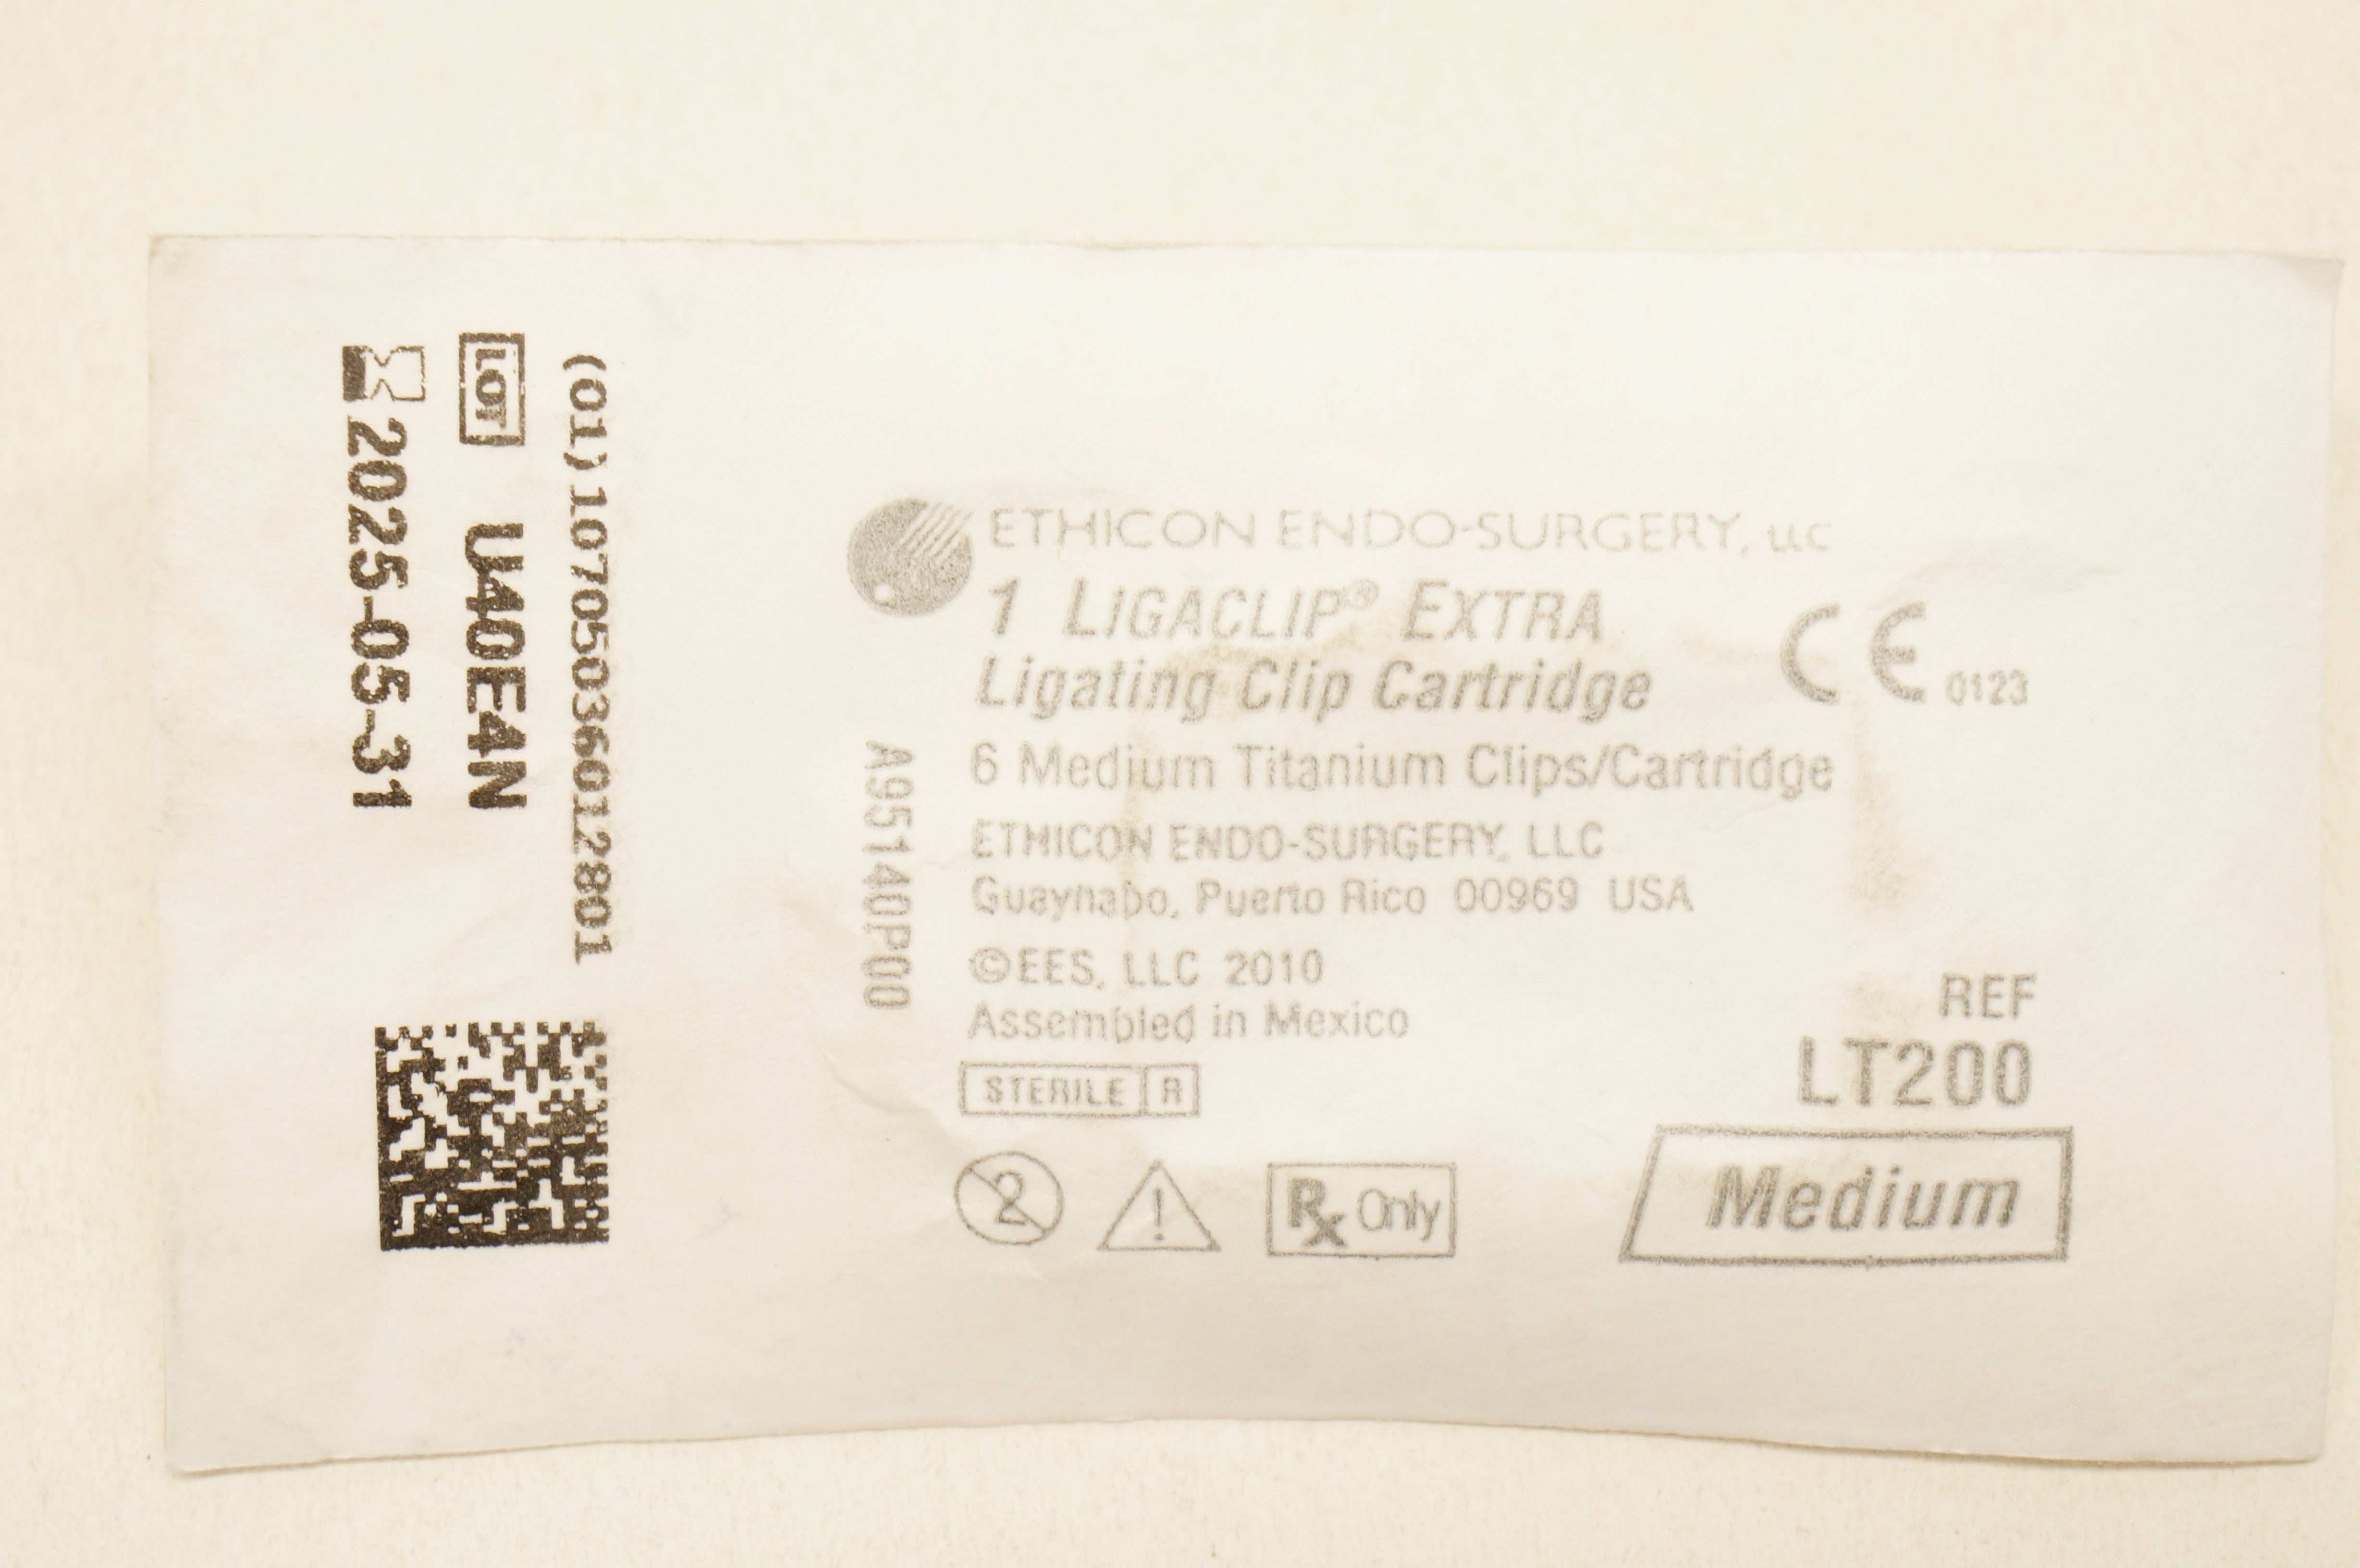 (01)10705036012801
LOT U40E4N
2025-05-31
ETHICON ENDO-SURGERY, LLC
1 LIGACLIP® EXTRA
Ligating Clip Cartridge
CE 0123
6 Medium Titanium Clips/Cartridge
ETHICON ENDO-SURGERY, LLC
Guaynabo, Puerto Rico 00969 USA
©EES, LLC 2010
Assembled in Mexico
A95140P00
STERILE R
2
!
Rx Only
REF
LT200
Medium